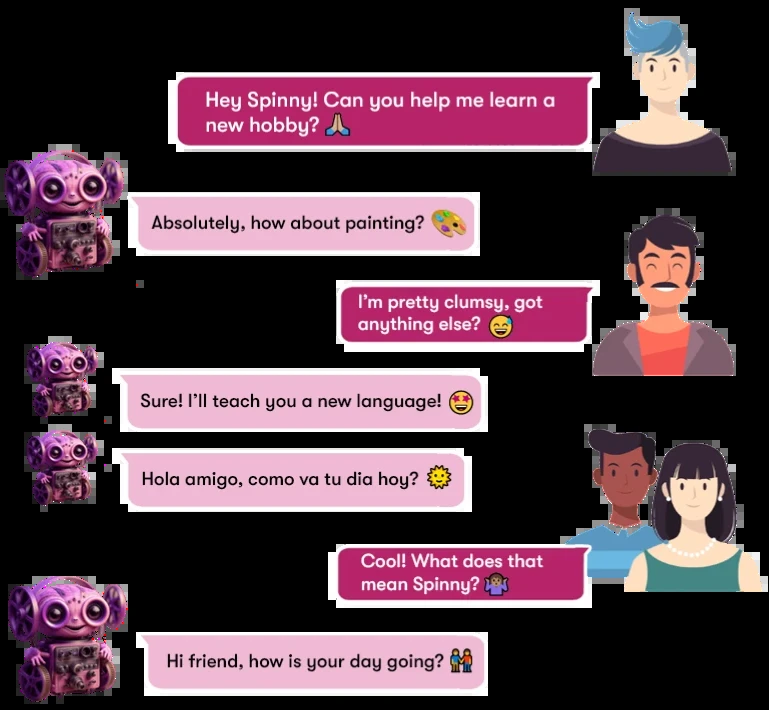 Hey Spinny! Can you help me learn a
new hobby? 🙏🏼
Absolutely, how about painting? 🎨
I'm pretty clumsy, got
anything else? 😅
Sure! I'll teach you a new language! 🤩
Hola amigo, como va tu dia hoy? 🌞
Cool! What does that
mean Spinny? 🤷🏽‍♀️
Hi friend, how is your day going? 👬